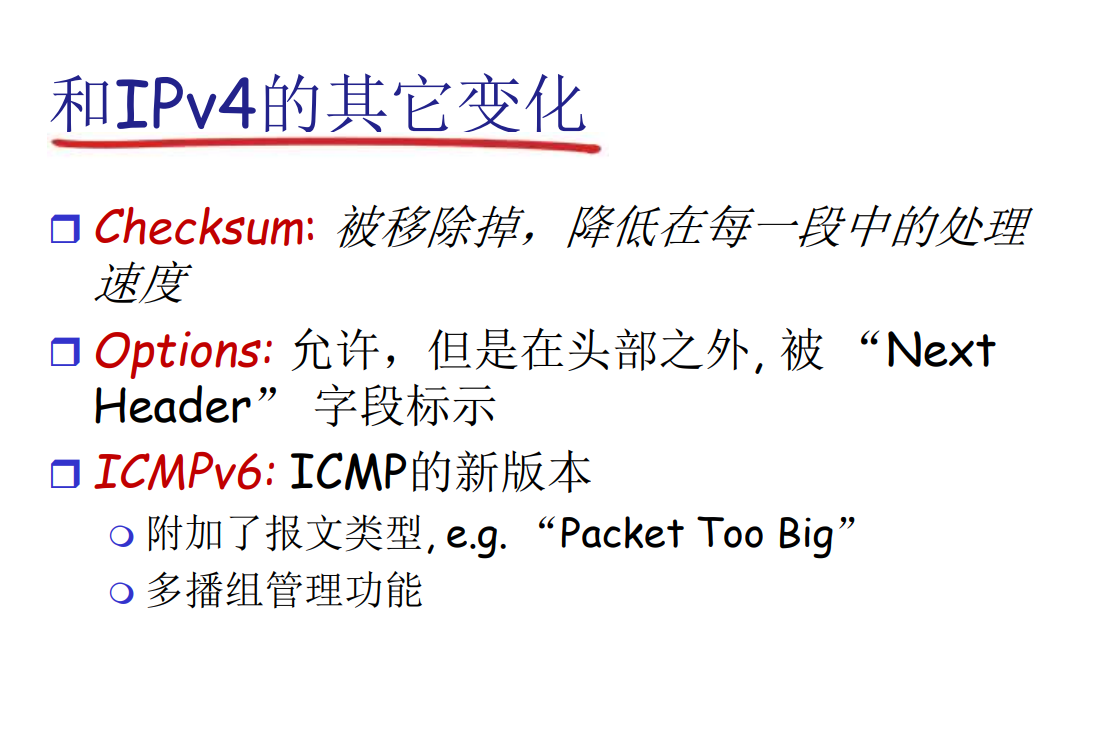 和IPv4的其它变化
Checksum: 被移除掉，降低在每一段中的处理
速度
Options: 允许，但是在头部之外, 被 “Next
Header” 字段标示
ICMPv6: ICMP的新版本
附加了报文类型, e.g. “Packet Too Big”
多播组管理功能